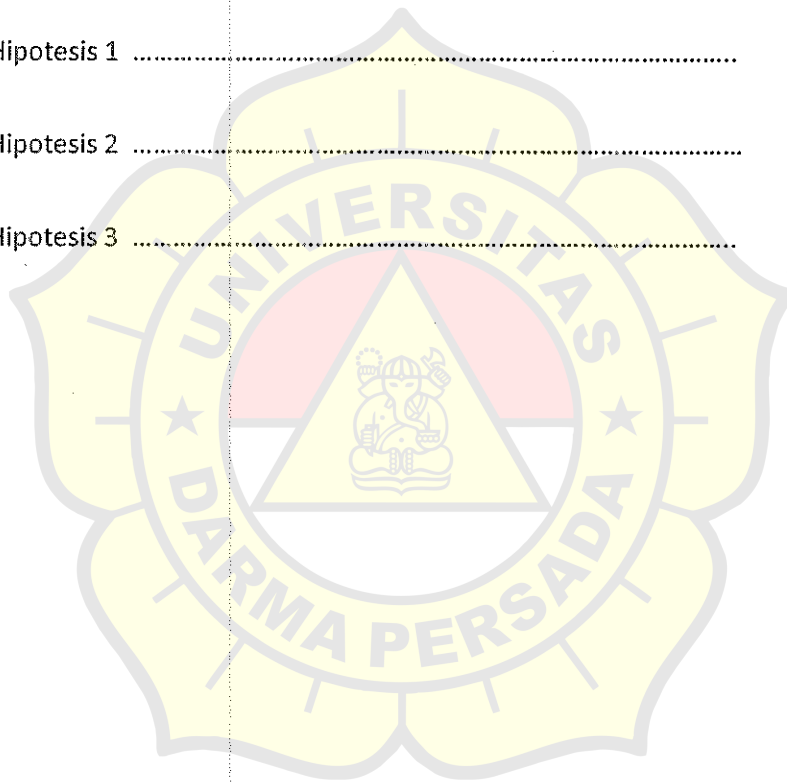 Hipotesis 1 ........................................................................
Hipotesis 2 ........................................................................
Hipotesis 3 ........................................................................
UNIVERSITAS
DARMA PERSADA